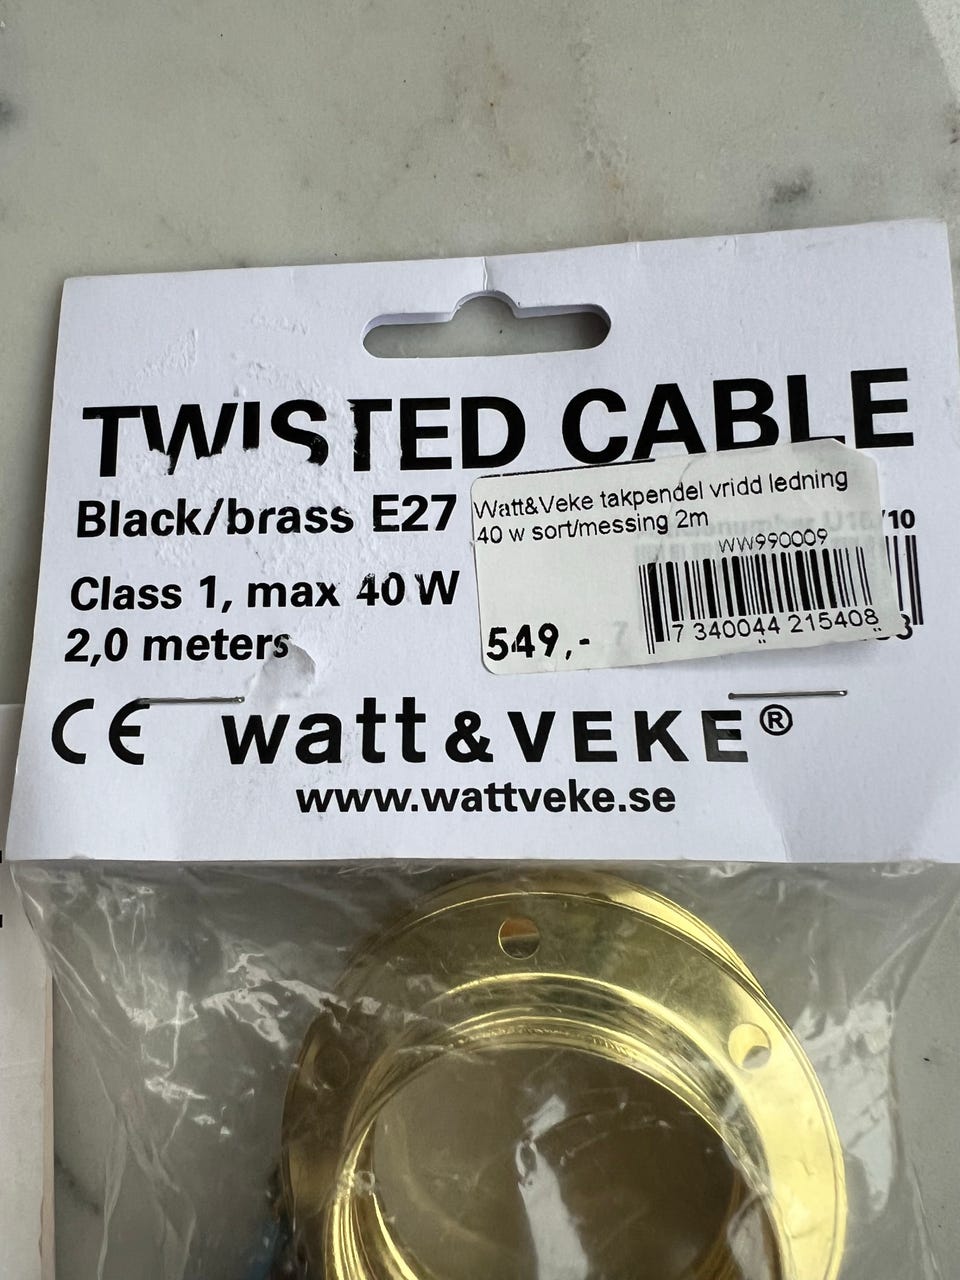 TWISTED CABLE
Black/brass E27
Class 1, max 40 W
2,0 meters
Watt&Veke takpendel vridd ledning
40 w sort/messing 2m
WW990009
549,-
7 340044 215408
/10
CE watt & VEKE®
www.wattveke.se